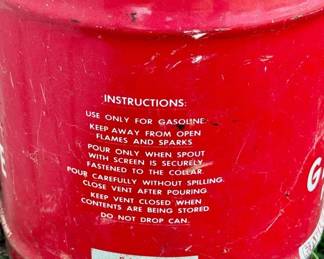 INSTRUCTIONS:
USE ONLY FOR GASOLINE.
KEEP AWAY FROM OPEN
FLAMES AND SPARKS
POUR ONLY WHEN SPOUT
WITH SCREEN IS SECURELY
FASTENED TO THE COLLAR.
POUR CAREFULLY WITHOUT SPILLING.
CLOSE VENT AFTER POURING.
KEEP VENT CLOSED WHEN
CONTENTS ARE BEING STORED
DO NOT DROP CAN.